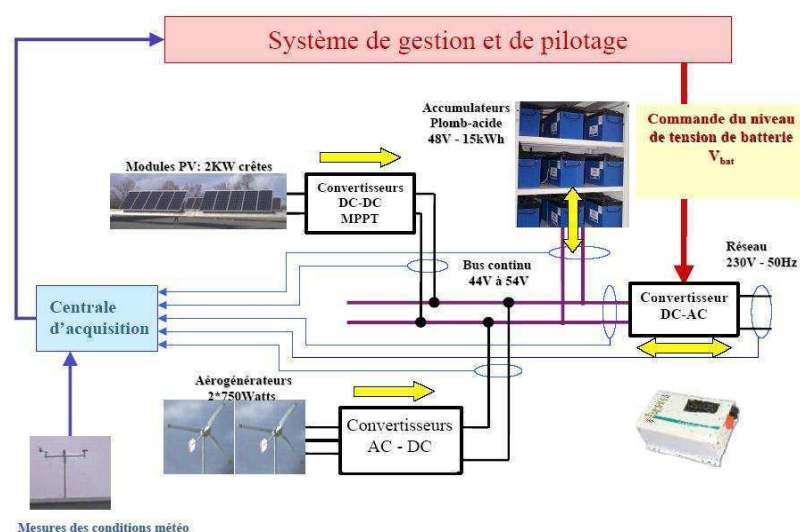 Système de gestion et de pilotage
Accumulateurs
Plomb-acide
48V - 15kWh
Commande du niveau
de tension de batterie
V_bat
Modules PV: 2KW crêtes
Convertisseurs
DC-DC
MPPT
Réseau
230V - 50Hz
Bus continu
44V à 54V
Centrale
d’acquisition
Convertisseur
DC-AC
Aérogénérateurs
2*750Watts
Convertisseurs
AC - DC
Mesures des conditions météo